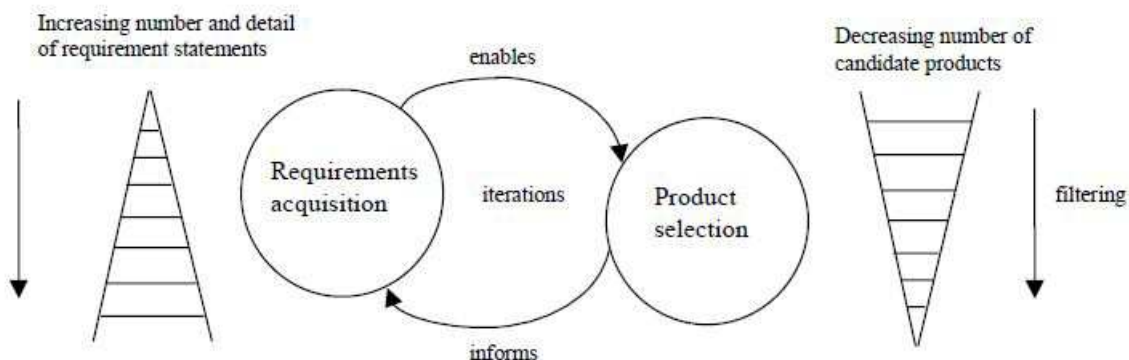 Increasing number and detail
of requirement statements
enables
Decreasing number of
candidate products
Requirements
acquisition
iterations
Product
selection
filtering
informs